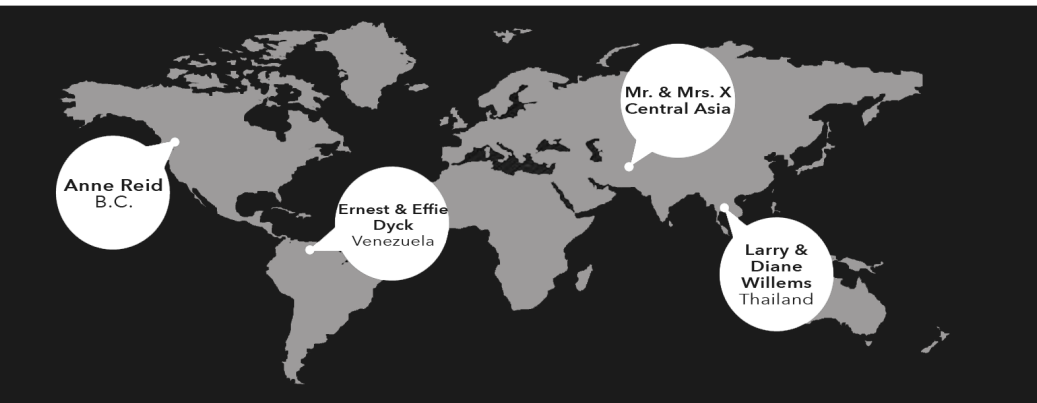 Anne Reid
B.C.
Ernest & Effie
Dyck
Venezuela
Mr. & Mrs. X
Central Asia
Larry &
Diane
Willems
Thailand